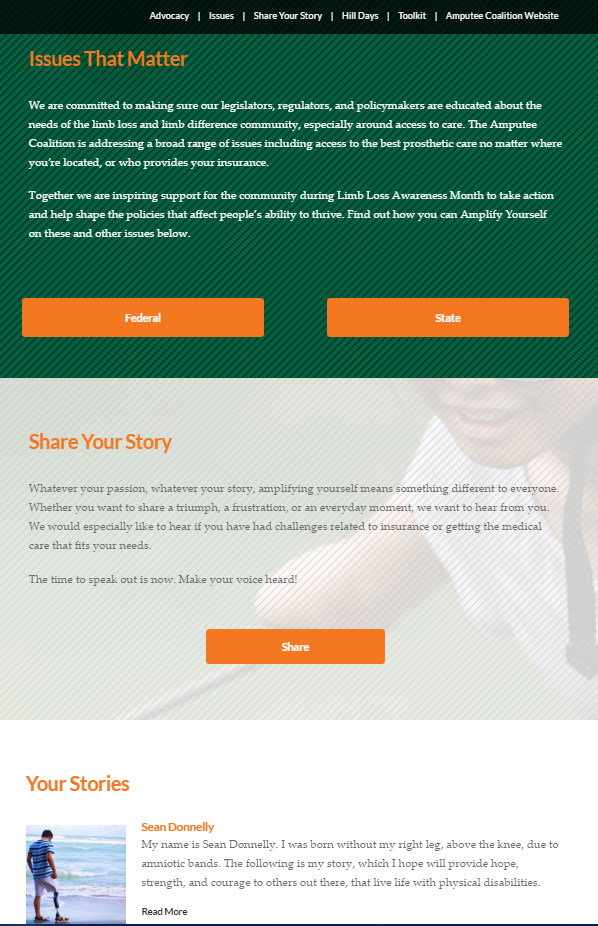 Advocacy | Issues | Share Your Story | Hill Days | Toolkit | Amputee Coalition Website
Issues That Matter
We are committed to making sure our legislators, regulators, and policymakers are educated about the
needs of the limb loss and limb difference community, especially around access to care. The Amputee
Coalition is addressing a broad range of issues including access to the best prosthetic care no matter where
you're located, or who provides your insurance.
Together we are inspiring support for the community during Limb Loss Awareness Month to take action
and help shape the policies that affect people's ability to thrive. Find out how you can Amplify Yourself
on these and other issues below.
Federal
State
Share Your Story
Whatever your passion, whatever your story, amplifying yourself means something different to everyone.
Whether you want to share a triumph, a frustration, or an everyday moment, we want to hear from you.
We would especially like to hear if you have had challenges related to insurance or getting the medical
care that fits your needs.
The time to speak out is now. Make your voice heard!
Share
Your Stories
Sean Donnelly
My name is Sean Donnelly. I was born without my right leg, above the knee, due to
amniotic bands. The following is my story, which I hope will provide hope,
strength, and courage to others out there, that live life with physical disabilities.
Read More